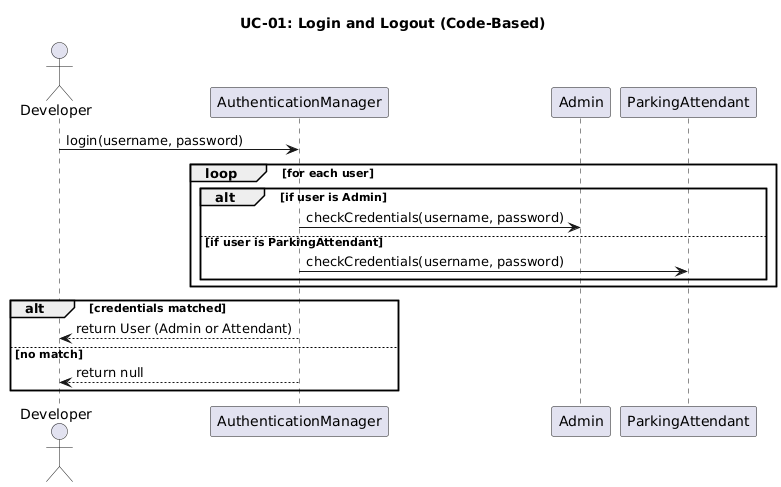 UC-01: Login and Logout (Code-Based)
Developer
AuthenticationManager
Admin
ParkingAttendant
login(username, password)
loop
[for each user]
alt
[if user is Admin]
checkCredentials(username, password)
[if user is ParkingAttendant]
checkCredentials(username, password)
alt
[credentials matched]
return User (Admin or Attendant)
[no match]
return null
Developer
AuthenticationManager
Admin
ParkingAttendant